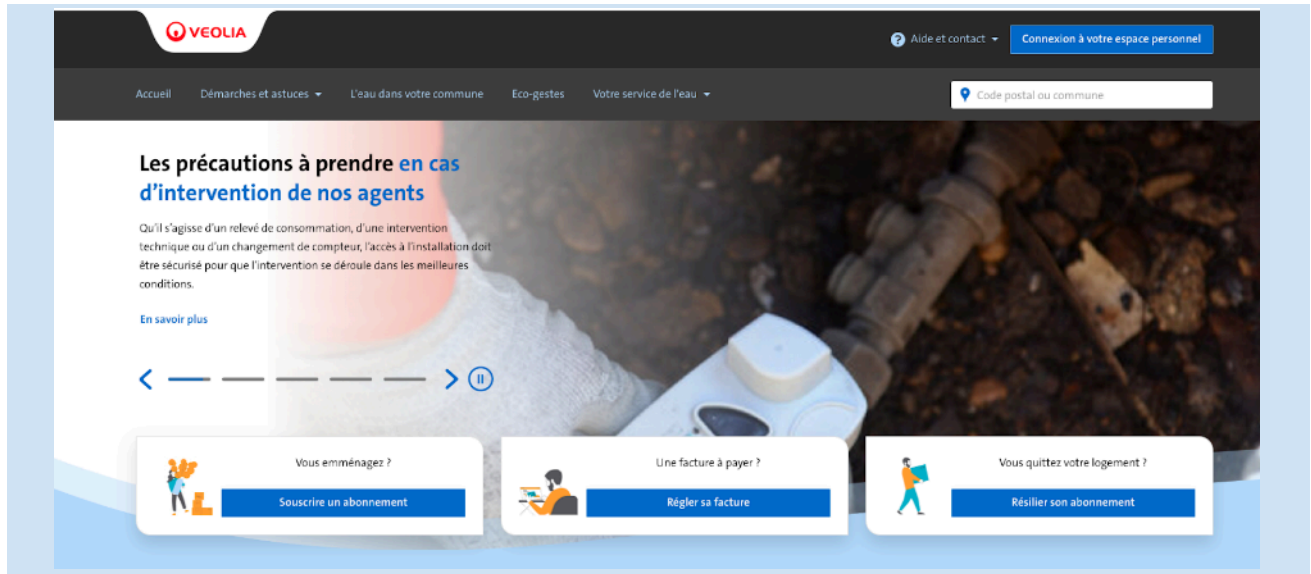 VEOLIA
Aide et contact
Connexion à votre espace personnel
Accueil
Démarches et astuces
L'eau dans votre commune
Eco-gestes
Votre service de l'eau
Code postal ou commune
Les précautions à prendre en cas
d'intervention de nos agents
Qu'il s'agisse d'un relevé de consommation, d'une intervention
technique ou d'un changement de compteur, l'accès à l'installation doit
être sécurisé pour que l'intervention se déroule dans les meilleures
conditions.
En savoir plus
Vous emménagez ?
Souscrire un abonnement
Une facture à payer ?
Régler sa facture
Vous quittez votre logement ?
Résilier son abonnement